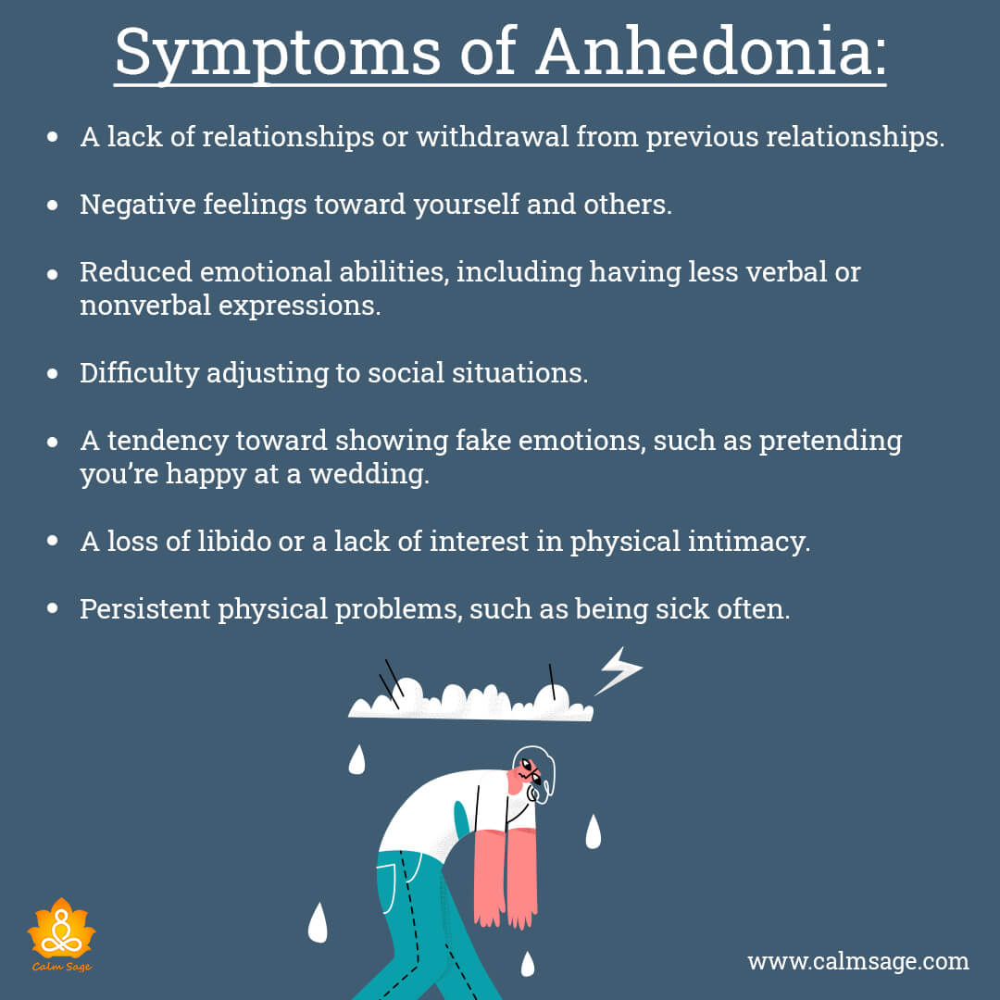 Symptoms of Anhedonia:
• A lack of relationships or withdrawal from previous relationships.
• Negative feelings toward yourself and others.
• Reduced emotional abilities, including having less verbal or
nonverbal expressions.
• Difficulty adjusting to social situations.
• A tendency toward showing fake emotions, such as pretending
you’re happy at a wedding.
• A loss of libido or a lack of interest in physical intimacy.
• Persistent physical problems, such as being sick often.
Calm Sage
www.calmsage.com